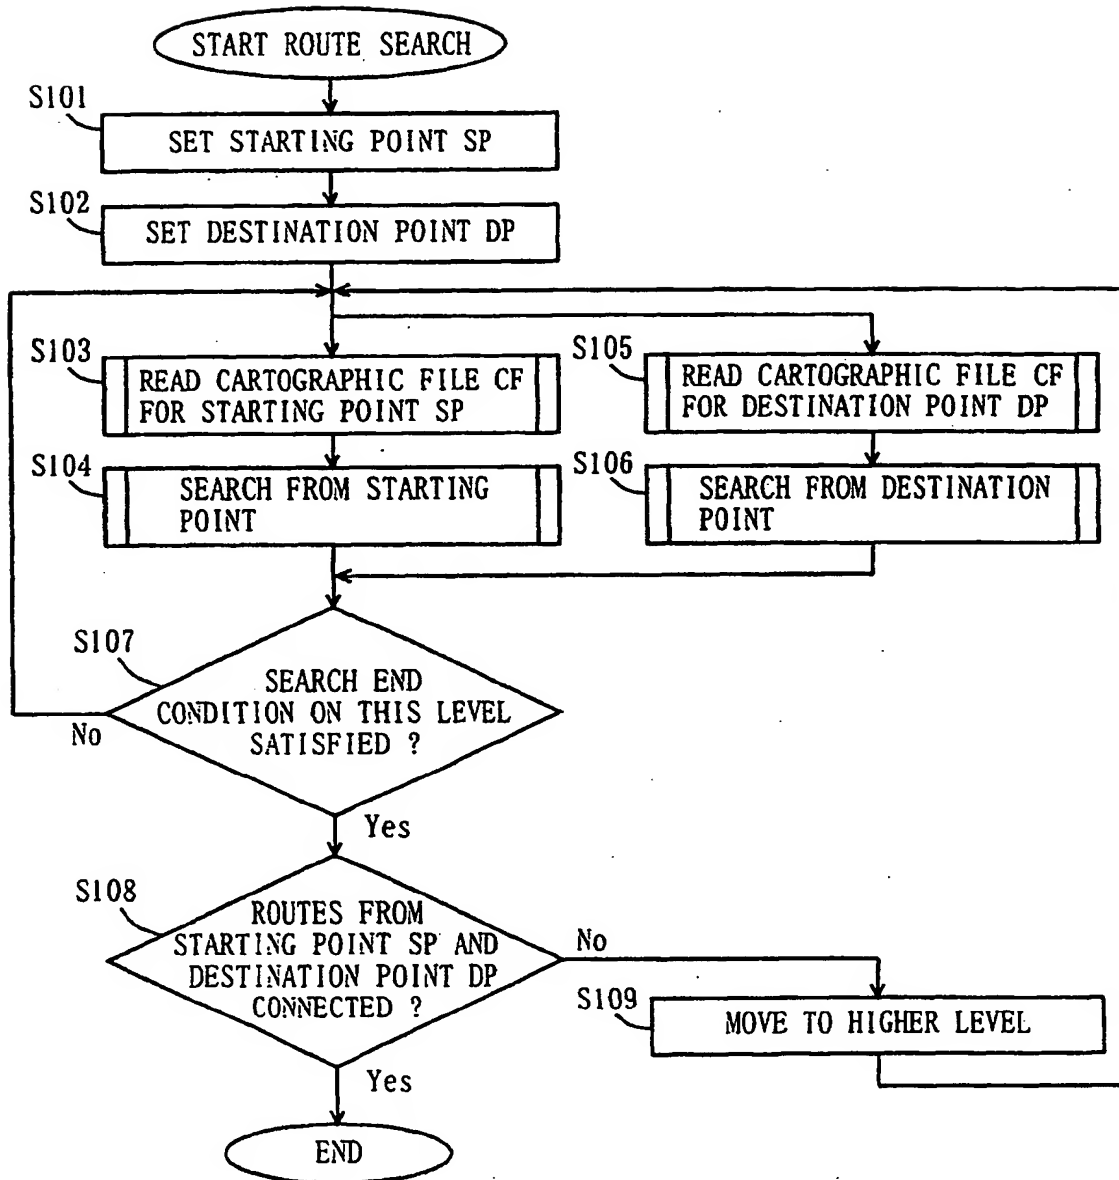 START ROUTE SEARCH
S101
SET STARTING POINT SP
S102
SET DESTINATION POINT DP
S103
READ CARTOGRAPHIC FILE CF
FOR STARTING POINT SP
S105
READ CARTOGRAPHIC FILE CF
FOR DESTINATION POINT DP
S104
SEARCH FROM STARTING
POINT
S106
SEARCH FROM DESTINATION
POINT
S107
SEARCH END
CONDITION ON THIS LEVEL
SATISFIED ?
No
Yes
S108
ROUTES FROM
STARTING POINT SP AND
DESTINATION POINT DP
CONNECTED ?
No
S109
MOVE TO HIGHER LEVEL
Yes
END